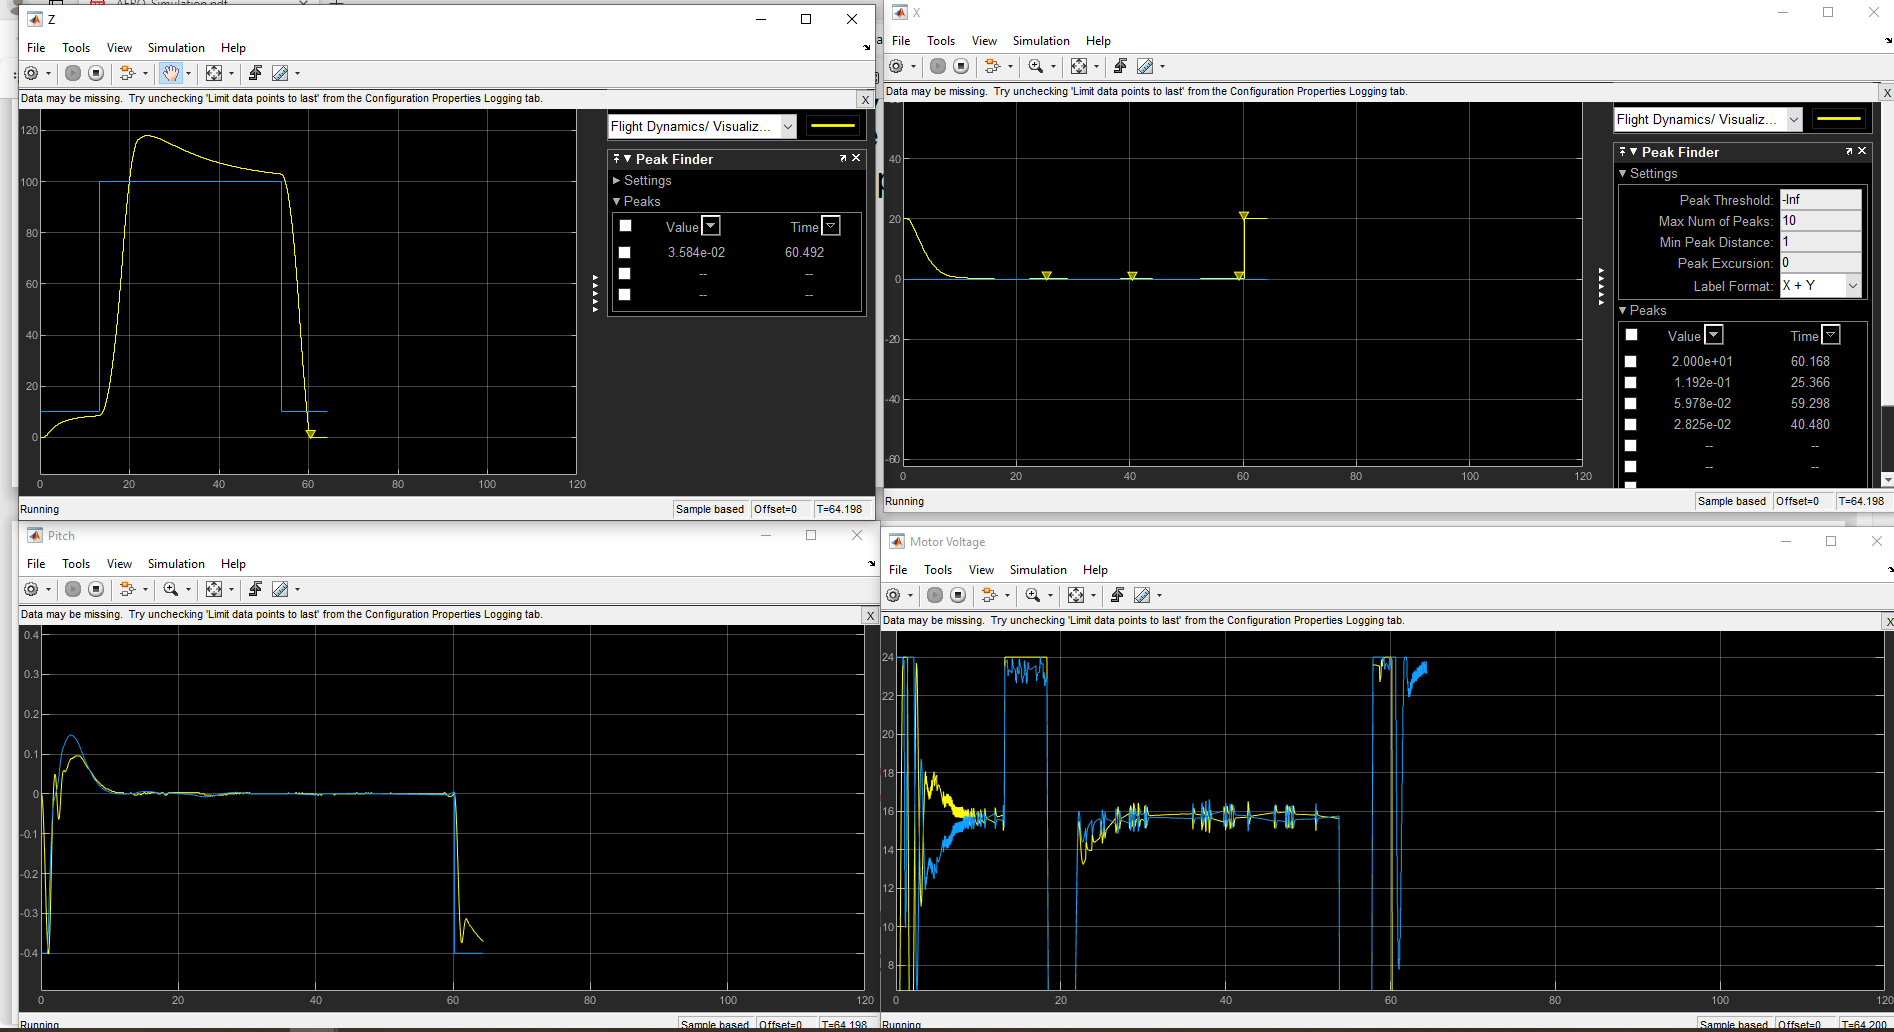 AERO_Simulation.pdf
Z
File Tools View Simulation Help
Data may be missing. Try unchecking 'Limit data points to last' from the Configuration Properties Logging tab.
X
120
100
80
60
40
20
0
0 20 40 60 80 100 120
Flight Dynamics/ Visualiz...
Peak Finder
Settings
Peaks
Value Time
3.584e-02 60.492
-- --
-- --
Running
Sample based Offset=0 T=64.198
X
File Tools View Simulation Help
Data may be missing. Try unchecking 'Limit data points to last' from the Configuration Properties Logging tab.
X
40
20
0
-20
-40
-60
0 20 40 60 80 100 120
Flight Dynamics/ Visualiz...
Peak Finder
Settings
Peak Threshold: -Inf
Max Num of Peaks: 10
Min Peak Distance: 1
Peak Excursion: 0
Label Format: X + Y
Peaks
Value Time
2.000e+01 60.168
1.192e-01 25.366
5.978e-02 59.298
2.825e-02 40.480
-- --
-- --
Running
Sample based Offset=0 T=64.198
Pitch
File Tools View Simulation Help
Data may be missing. Try unchecking 'Limit data points to last' from the Configuration Properties Logging tab.
X
0.4
0.3
0.2
0.1
0
-0.1
-0.2
-0.3
-0.4
0 20 40 60 80 100 120
Running
Sample based Offset=0 T=64.198
Motor Voltage
File Tools View Simulation Help
Data may be missing. Try unchecking 'Limit data points to last' from the Configuration Properties Logging tab.
X
24
22
20
18
16
14
12
10
8
0 20 40 60 80 100 120
Running
Sample based Offset=0 T=64.200